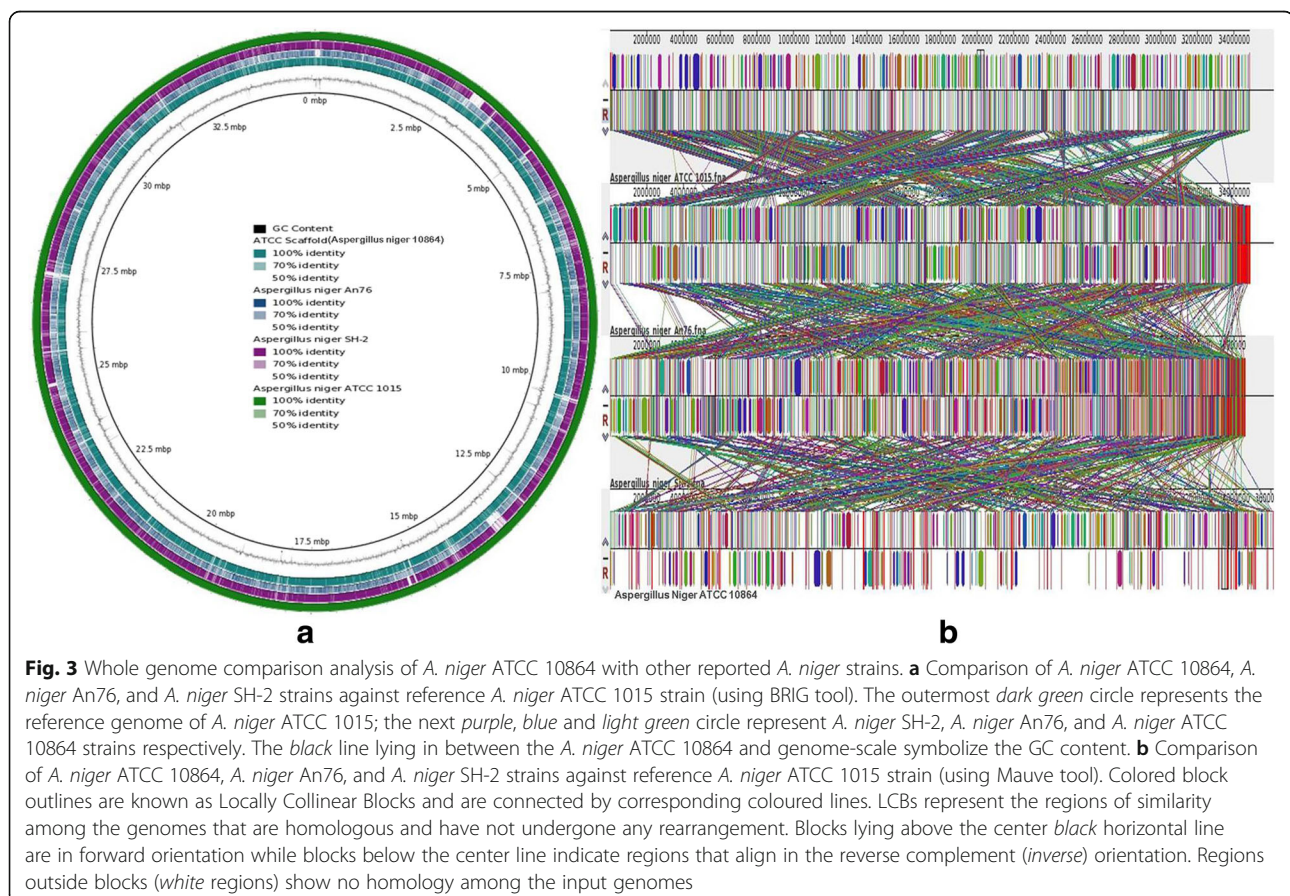 0 mbp
2.5 mbp
5 mbp
7.5 mbp
10 mbp
12.5 mbp
15 mbp
17.5 mbp
20 mbp
22.5 mbp
25 mbp
27.5 mbp
30 mbp
32.5 mbp
GC Content
ATCC Scaffold(Aspergillus niger 10864)
100% identity
70% identity
50% identity
Aspergillus niger An76
100% identity
70% identity
50% identity
Aspergillus niger SH-2
100% identity
70% identity
50% identity
Aspergillus niger ATCC 1015
100% identity
70% identity
50% identity
a
2000000 4000000 6000000 8000000 10000000 12000000 14000000 16000000 18000000 20000000 22000000 24000000 26000000 28000000 30000000 32000000 34000000
R
Aspergillus niger ATCC 1015.fna
2000000 4000000 34000000
R
Aspergillus niger An76.fna
R
Aspergillus niger
R
Aspergillus Niger ATCC 10864
b
Fig. 3 Whole genome comparison analysis of A. niger ATCC 10864 with other reported A. niger strains. a Comparison of A. niger ATCC 10864, A.
niger An76, and A. niger SH-2 strains against reference A. niger ATCC 1015 strain (using BRIG tool). The outermost dark green circle represents the
reference genome of A. niger ATCC 1015; the next purple, blue and light green circle represent A. niger SH-2, A. niger An76, and A. niger ATCC
10864 strains respectively. The black line lying in between the A. niger ATCC 10864 and genome-scale symbolize the GC content. b Comparison
of A. niger ATCC 10864, A. niger An76, and A. niger SH-2 strains against reference A. niger ATCC 1015 strain (using Mauve tool). Colored block
outlines are known as Locally Collinear Blocks and are connected by corresponding coloured lines. LCBs represent the regions of similarity
among the genomes that are homologous and have not undergone any rearrangement. Blocks lying above the center black horizontal line
are in forward orientation while blocks below the center line indicate regions that align in the reverse complement (inverse) orientation. Regions
outside blocks (white regions) show no homology among the input genomes